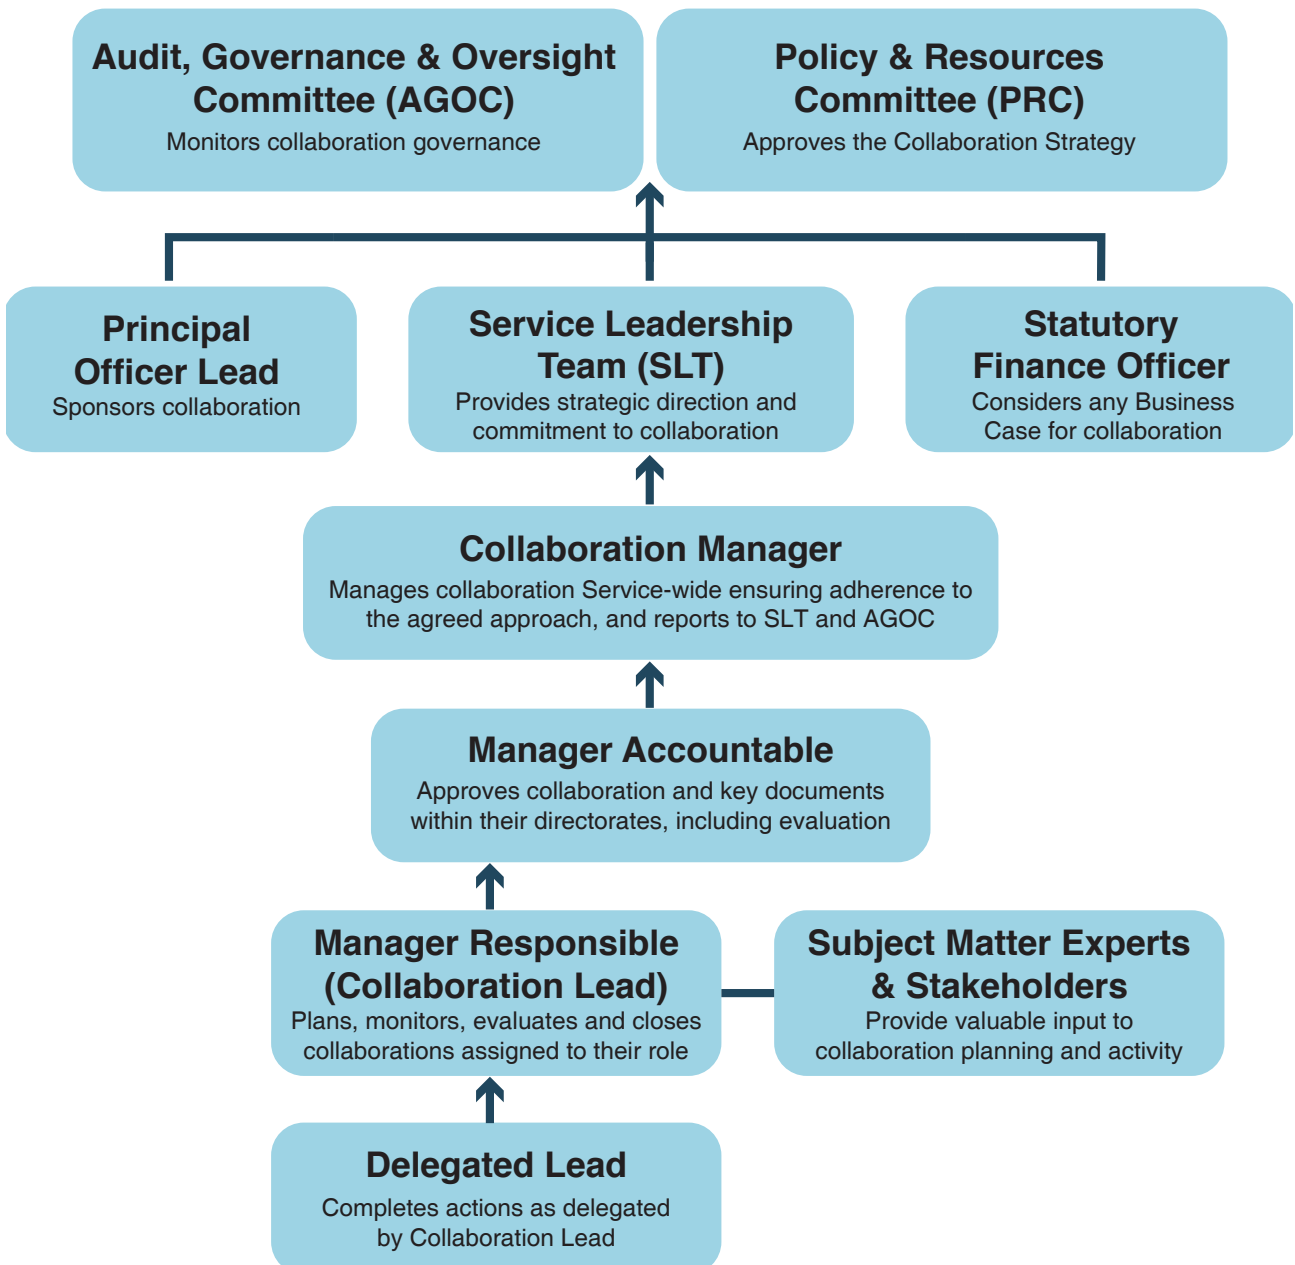 Audit, Governance & Oversight
Committee (AGOC)
Monitors collaboration governance
Policy & Resources
Committee (PRC)
Approves the Collaboration Strategy
Principal
Officer Lead
Sponsors collaboration
Service Leadership
Team (SLT)
Provides strategic direction and
commitment to collaboration
Statutory
Finance Officer
Considers any Business
Case for collaboration
Collaboration Manager
Manages collaboration Service-wide ensuring adherence to
the agreed approach, and reports to SLT and AGOC
Manager Accountable
Approves collaboration and key documents
within their directorates, including evaluation
Manager Responsible
(Collaboration Lead)
Plans, monitors, evaluates and closes
collaborations assigned to their role
Subject Matter Experts
& Stakeholders
Provide valuable input to
collaboration planning and activity
Delegated Lead
Completes actions as delegated
by Collaboration Lead